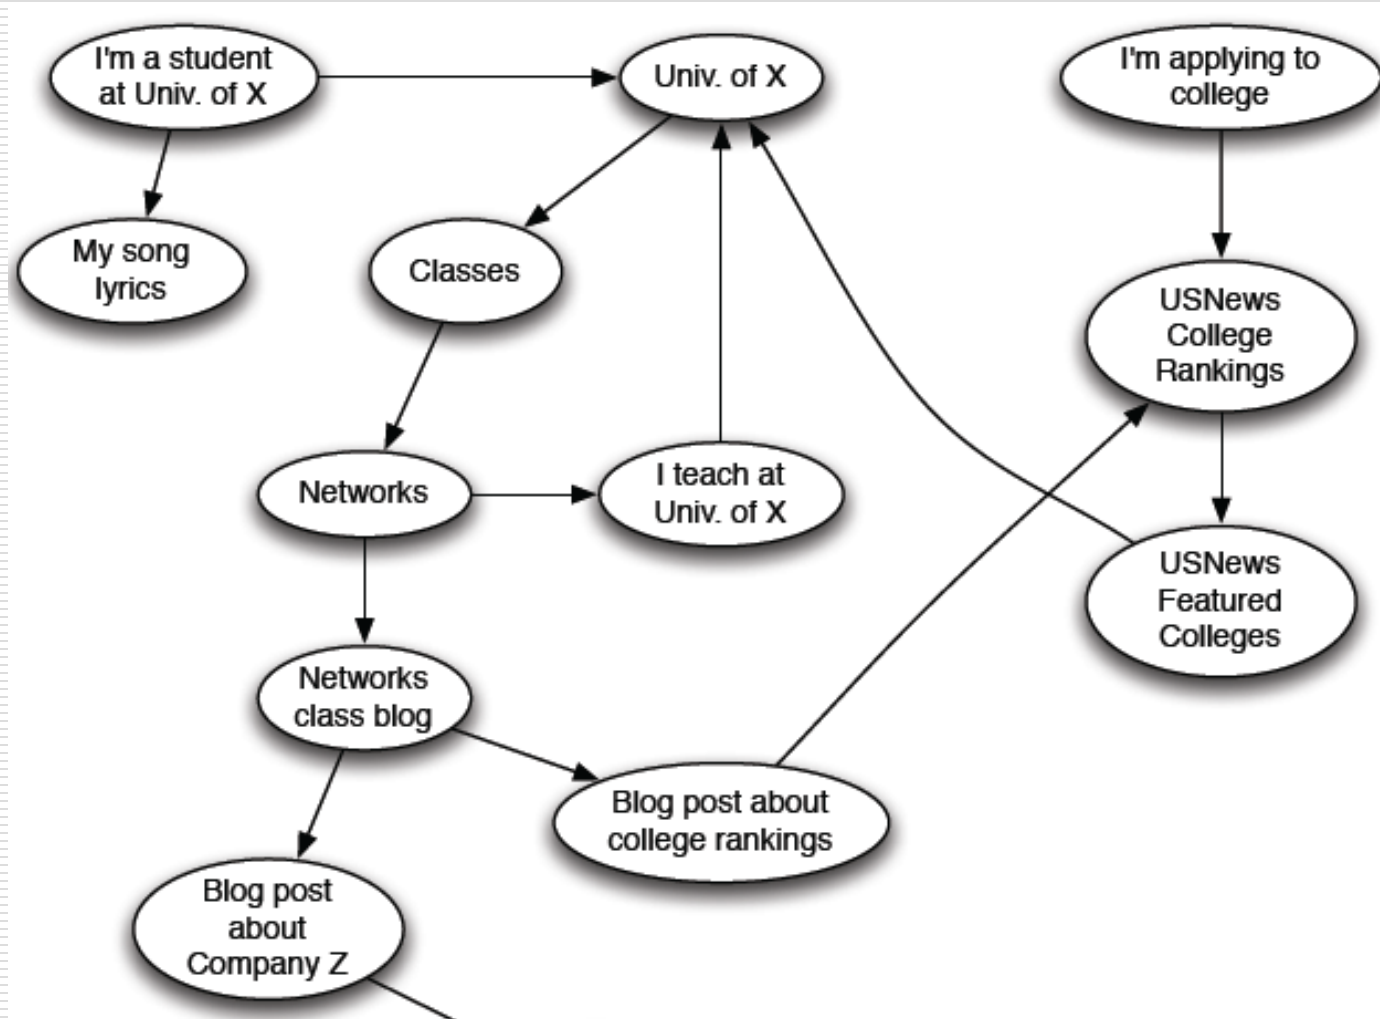 I'm a student
at Univ. of X
Univ. of X
I'm applying to
college
My song
lyrics
Classes
USNews
College
Rankings
Networks
I teach at
Univ. of X
USNews
Featured
Colleges
Networks
class blog
Blog post about
college rankings
Blog post
about
Company Z